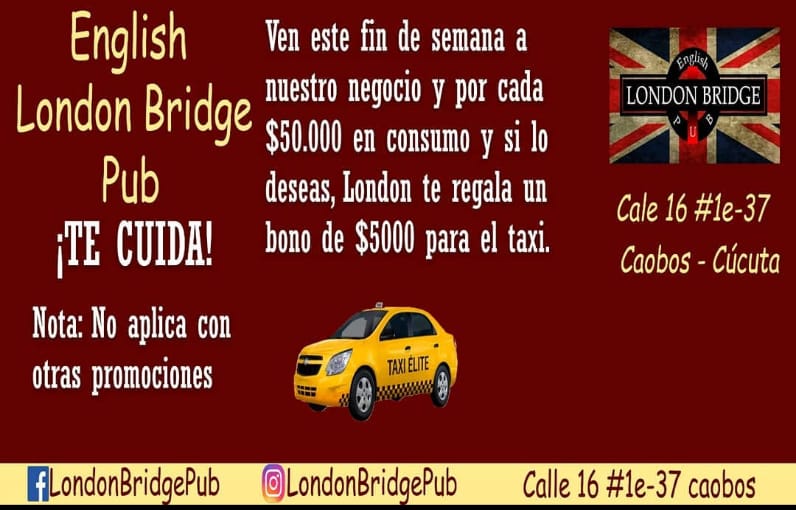 English
London Bridge
Pub
¡TE CUIDA!
Nota: No aplica con
otras promociones
Ven este fin de semana a
nuestro negocio y por cada
$50.000 en consumo y si lo
deseas, London te regala un
bono de $5000 para el taxi.
TAXI ÉLITE
English
LONDON BRIDGE
PUB
Cale 16 #1e-37
Caobos - Cúcuta
LondonBridgePub
LondonBridgePub
Calle 16 #1e-37 caobos